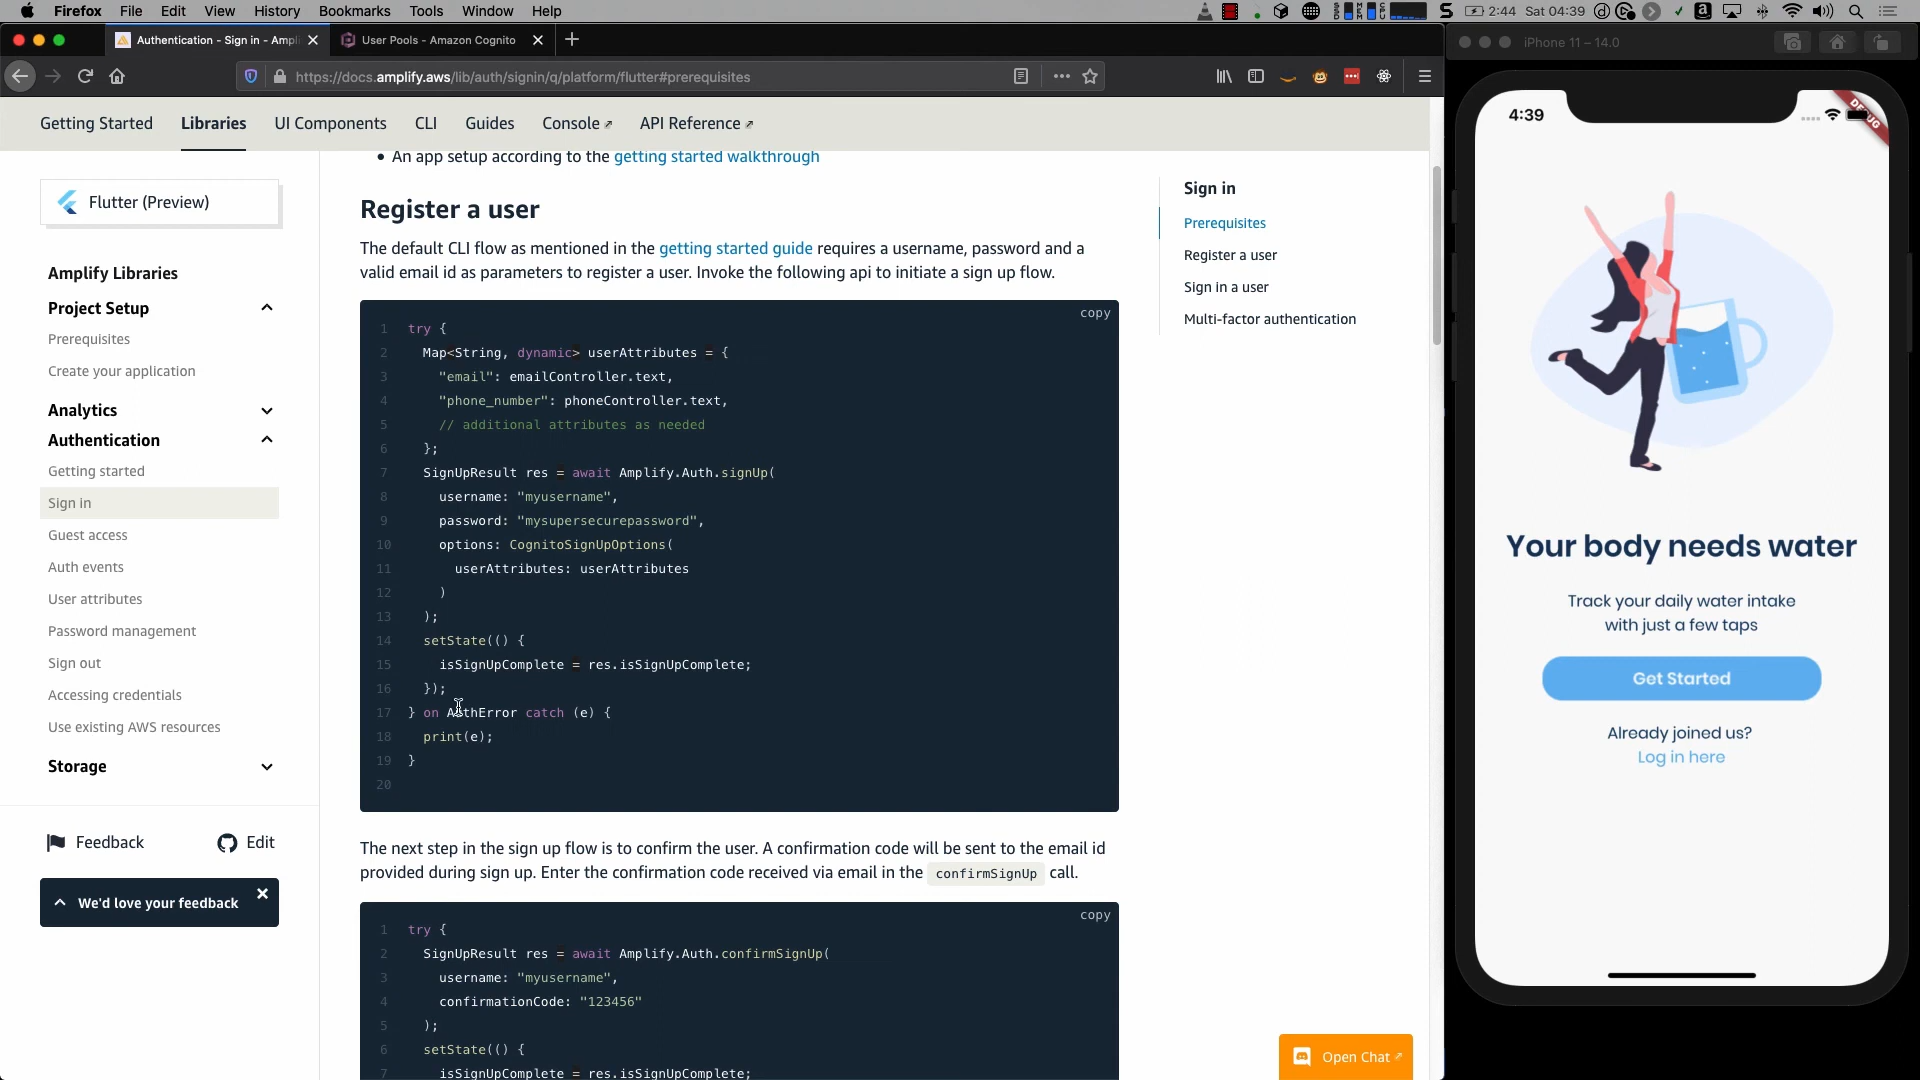 Firefox File Edit View History Bookmarks Tools Window Help
2:44 Sat 04:39
Authentication - Sign in - Ampl
User Pools - Amazon Cognito
https://docs.amplify.aws/lib/auth/signin/q/platform/flutter#prerequisites
Getting Started Libraries UI Components CLI Guides Console API Reference
Flutter (Preview)
Amplify Libraries
Project Setup
Prerequisites
Create your application
Analytics
Authentication
Getting started
Sign in
Guest access
Auth events
User attributes
Password management
Sign out
Accessing credentials
Use existing AWS resources
Storage
Feedback
Edit
We'd love your feedback
• An app setup according to the getting started walkthrough
Register a user
The default CLI flow as mentioned in the getting started guide requires a username, password and a
valid email id as parameters to register a user. Invoke the following api to initiate a sign up flow.
copy
1 try {
2 Map<String, dynamic> userAttributes = {
3 "email": emailController.text,
4 "phone_number": phoneController.text,
5 // additional attributes as needed
6 };
7 SignUpResult res = await Amplify.Auth.signUp(
8 username: "myusername",
9 password: "mysupersecurepassword",
10 options: CognitoSignUpOptions(
11 userAttributes: userAttributes
12 )
13 );
14 setState(() {
15 isSignUpComplete = res.isSignUpComplete;
16 });
17 } on AuthError catch (e) {
18 print(e);
19 }
20
The next step in the sign up flow is to confirm the user. A confirmation code will be sent to the email id
provided during sign up. Enter the confirmation code received via email in the confirmSignUp call.
copy
1 try {
2 SignUpResult res = await Amplify.Auth.confirmSignUp(
3 username: "myusername",
4 confirmationCode: "123456"
5 );
6 setState(() {
7 isSignUpComplete = res.isSignUpComplete;
Sign in
Prerequisites
Register a user
Sign in a user
Multi-factor authentication
Open Chat
iPhone 11 – 14.0
4:39
Your body needs water
Track your daily water intake
with just a few taps
Get Started
Already joined us?
Log in here